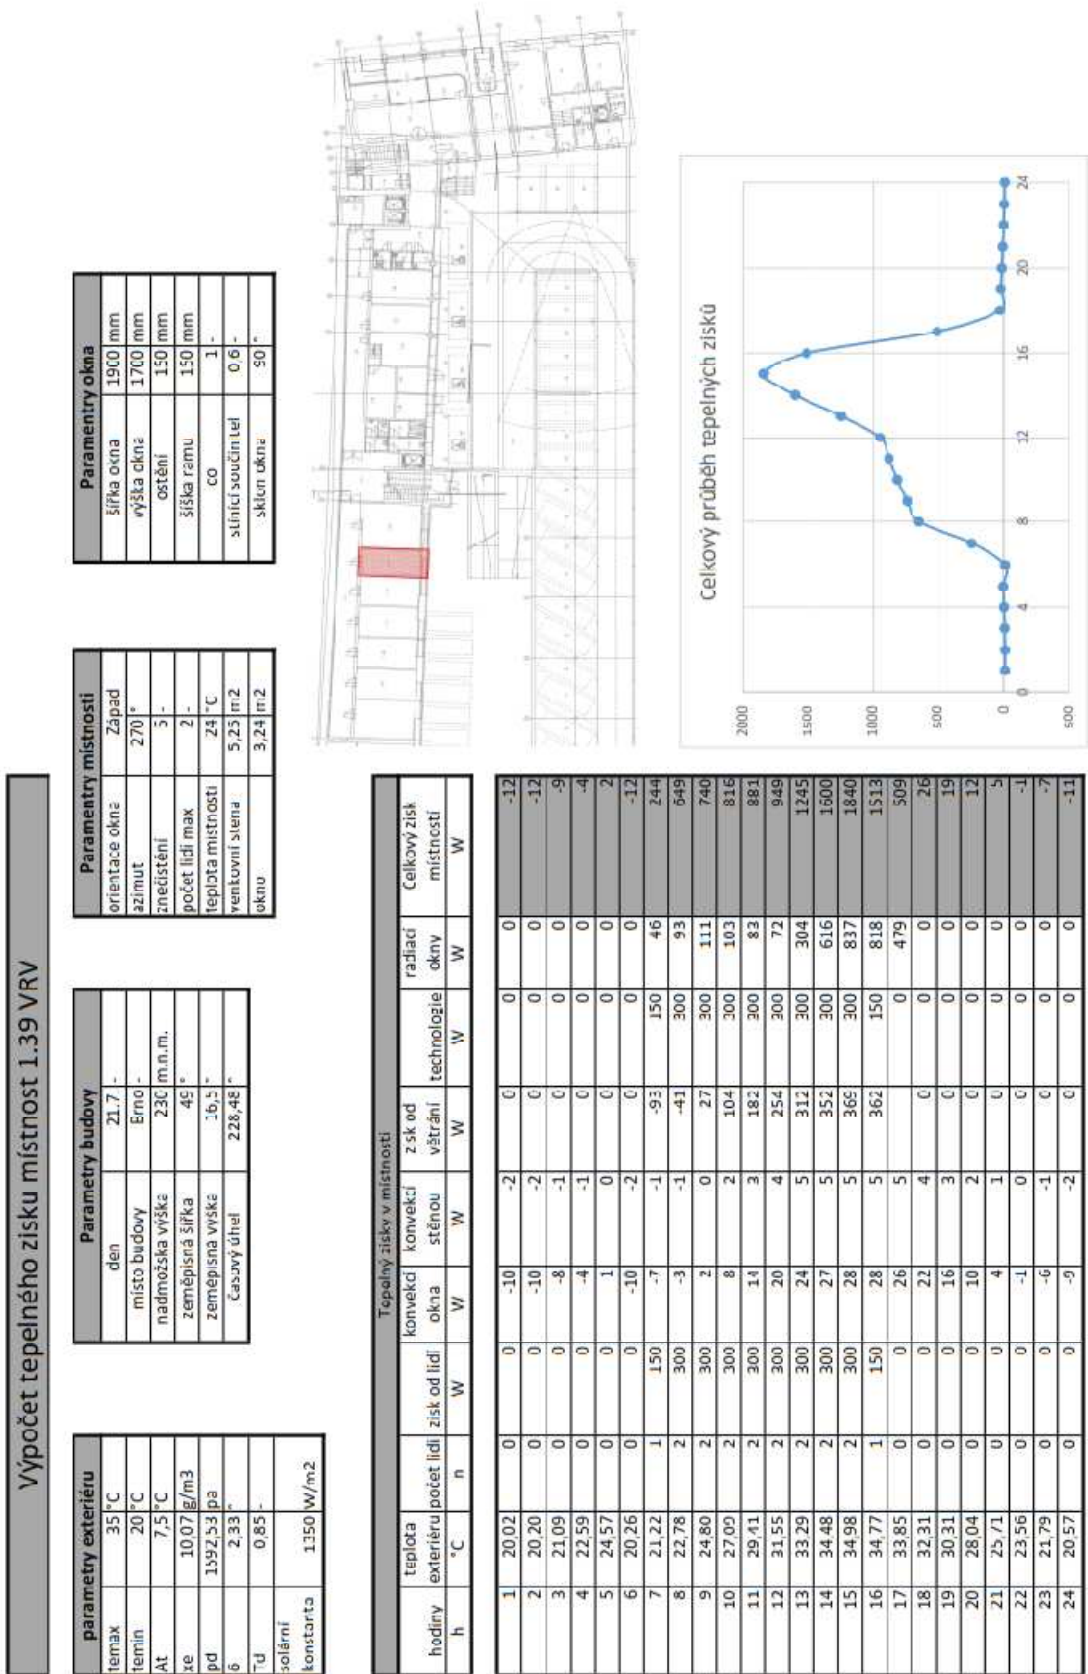 Výpočet tepelného zisku místnost 1.39 VRV
parametry exteriéru
temax 35 °C
temin 20 °C
At 7,5 °C
xe 10,07 g/m3
pd 1592,53 pa
δ 2,33 °
Td 0,85 -
solární konstanta 1350 W/m2
Parametry budovy
den 21.7 -
místo budovy Brno -
nadmožska výška 230 m.n.m.
zeměpisná šířka 49 °
zeměpisna výška 16,5 °
časový úhel 228,48 °
Paramentry místnosti
orientace okna Západ
azimut 270 °
znečistění 5 -
počet lidí max 2 -
teplota místnosti 24 °C
venkovní stena 5,25 m2
okno 3,24 m2
Paramentry okna
šířka okna 1900 mm
výška okna 1700 mm
ostění 150 mm
šíška ramu 150 mm
co 1 -
stínící součinitel 0,6 -
sklon okna 90 °
Topelný zisky v místnosti
hodiny teplota exteriéru počet lidí zisk od lidí konvekcí okna konvekcí stěnou zisk od větrání technologie radiací okny Celkový zisk místností
h °C n W W W W W W W
1 20,02 0 0 -10 -2 0 0 0 -12
2 20,20 0 0 -10 -2 0 0 0 -12
3 21,09 0 0 -8 -1 0 0 0 -9
4 22,59 0 0 -4 -1 0 0 0 -4
5 24,57 0 0 1 0 0 0 0 2
6 20,26 0 0 -10 -2 0 0 0 -12
7 21,22 1 150 -7 -1 -93 150 46 244
8 22,78 2 300 -3 -1 -41 300 93 649
9 24,80 2 300 2 0 27 300 111 740
10 27,09 2 300 8 2 104 300 103 816
11 29,41 2 300 14 3 182 300 83 881
12 31,55 2 300 20 4 254 300 72 949
13 33,29 2 300 24 5 312 300 304 1245
14 34,48 2 300 27 5 352 300 616 1600
15 34,98 2 300 28 5 369 300 837 1840
16 34,77 1 150 28 5 362 150 818 1513
17 33,85 0 0 26 5 0 479 509
18 32,31 0 0 22 4 0 0 0 26
19 30,31 0 0 16 3 0 0 0 19
20 28,04 0 0 10 2 0 0 0 12
21 25,71 0 0 4 1 0 0 0 5
22 23,56 0 0 -1 0 0 0 0 -1
23 21,79 0 0 -6 -1 0 0 0 -7
24 20,57 0 0 -9 -2 0 0 0 -11
Celkový průběh tepelných zisků
2000
1500
1000
500
0
500
0 4 8 12 16 20 24